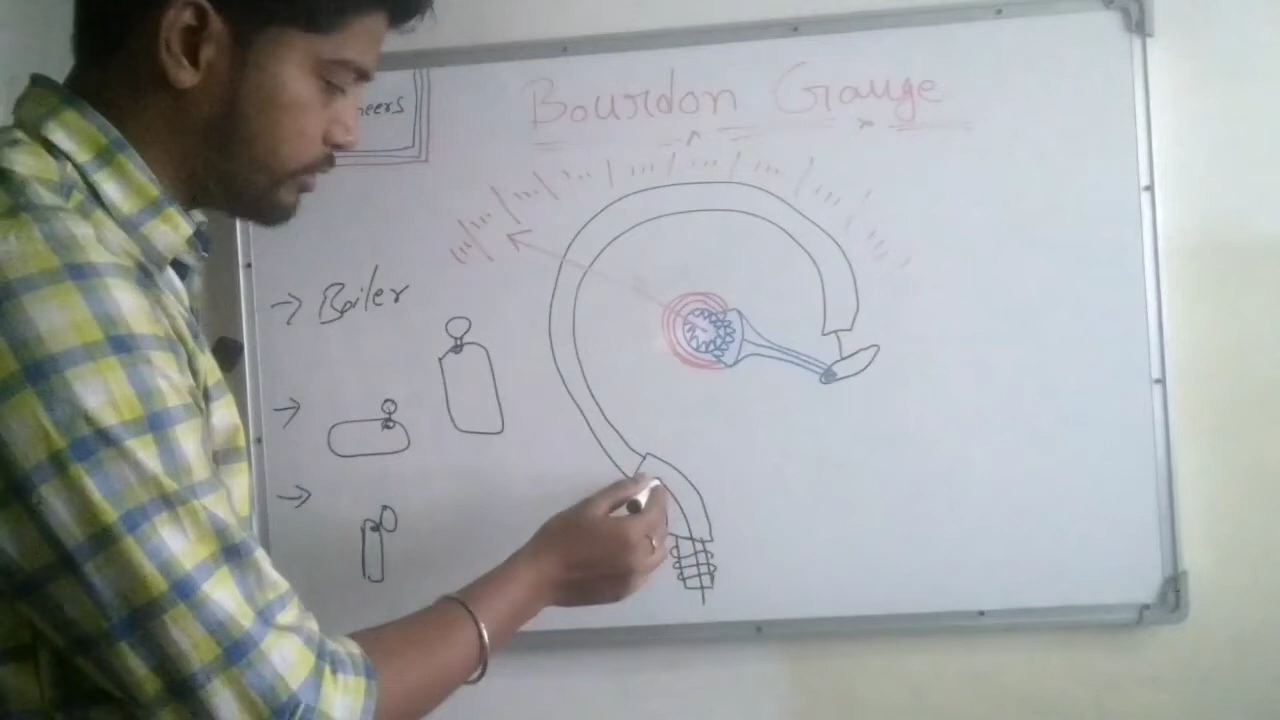 neers
Bourdon Gauge
→ Boiler
→
→